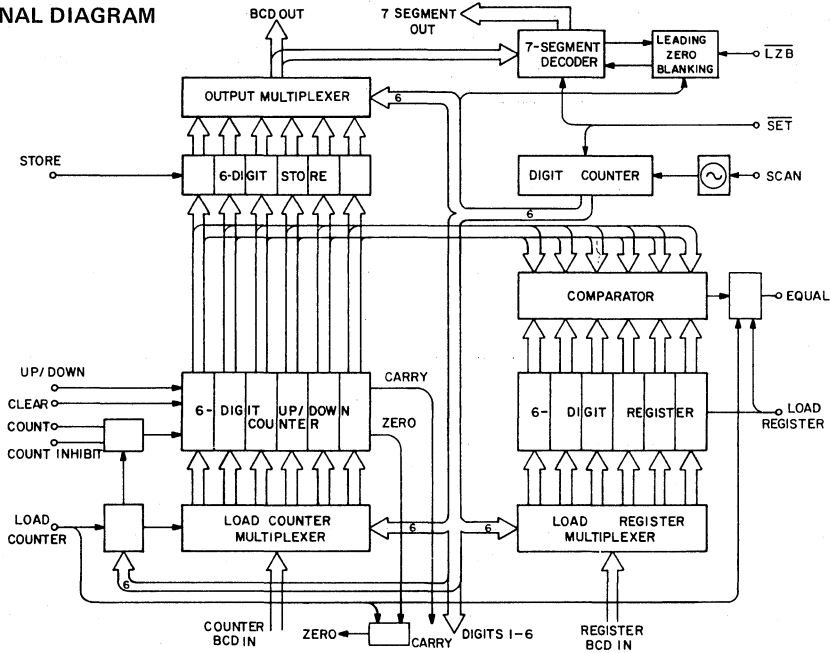 NAL DIAGRAM
BCD OUT
7 SEGMENT
OUT
7-SEGMENT
DECODER
LEADING
ZERO
BLANKING
LZB
OUTPUT MULTIPLEXER
6
SET
STORE
6-DIGIT STORE
DIGIT COUNTER
SCAN
6
COMPARATOR
EQUAL
UP/DOWN
CLEAR
COUNT
COUNT INHIBIT
6-DIGIT UP/DOWN
COUNTER
CARRY
ZERO
6-DIGIT REGISTER
LOAD
REGISTER
LOAD
COUNTER
LOAD COUNTER
MULTIPLEXER
6
6
LOAD REGISTER
MULTIPLEXER
6
COUNTER
BCD IN
ZERO
CARRY
DIGITS 1-6
REGISTER
BCD IN